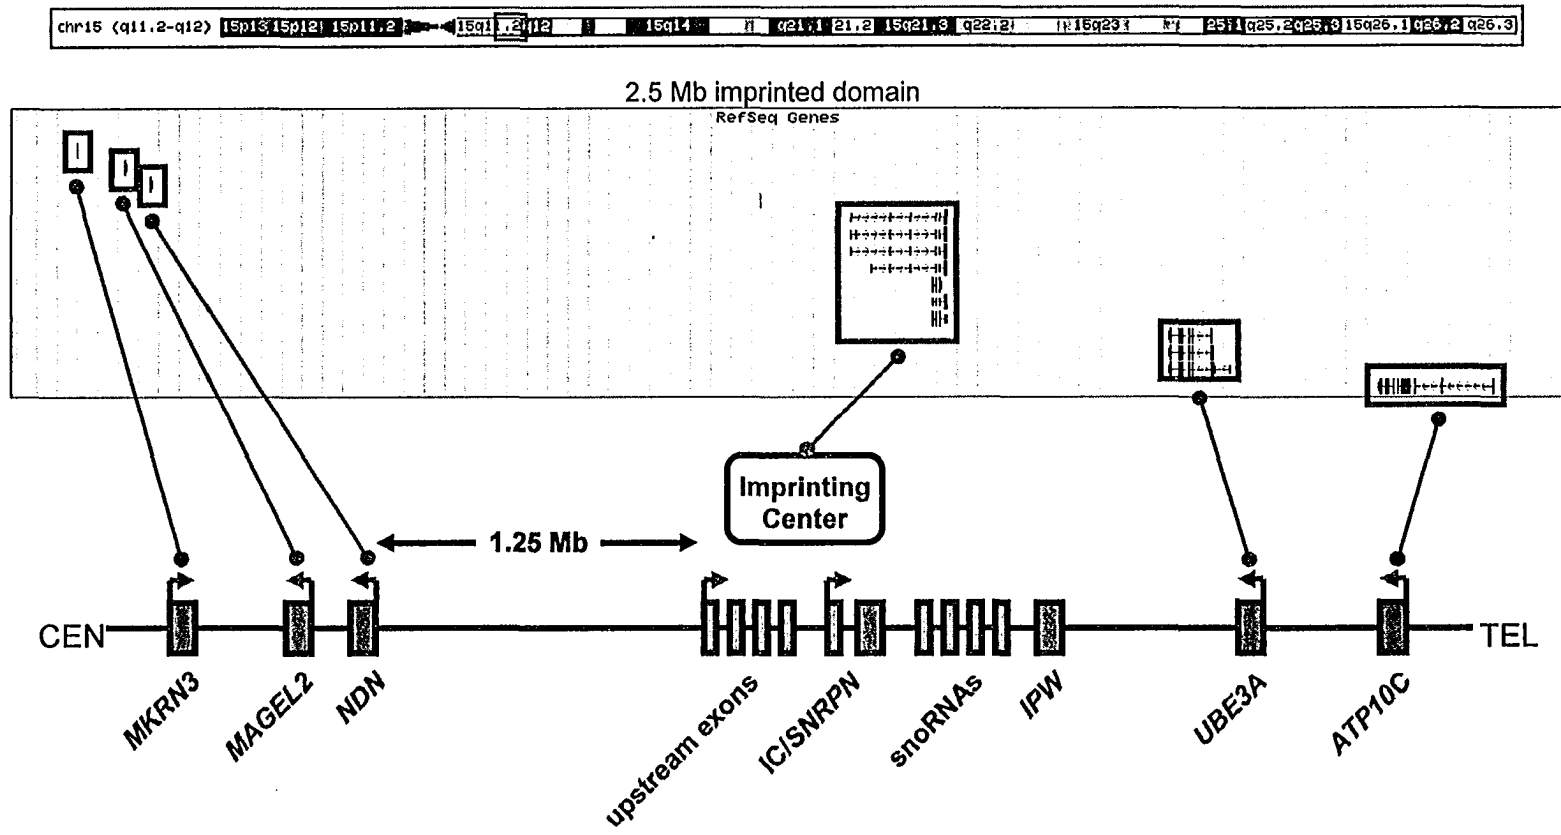 chr15 (q11.2-q12) 15p13 15p12 15p11.2 15q1 .2 q12 15q14 q21.1 21.2 15q21.3 q22.2 15q23 25.1 q25.2 q25.3 15q26.1 q26.2 q26.3
2.5 Mb imprinted domain
RefSeq Genes
Imprinting
Center
1.25 Mb
CEN
TEL
MKRN3
MAGEL2
NDN
upstream exons
IC/SNRPN
snoRNAs
IPW
UBE3A
ATP10C